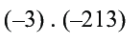 (–3) . (–213)